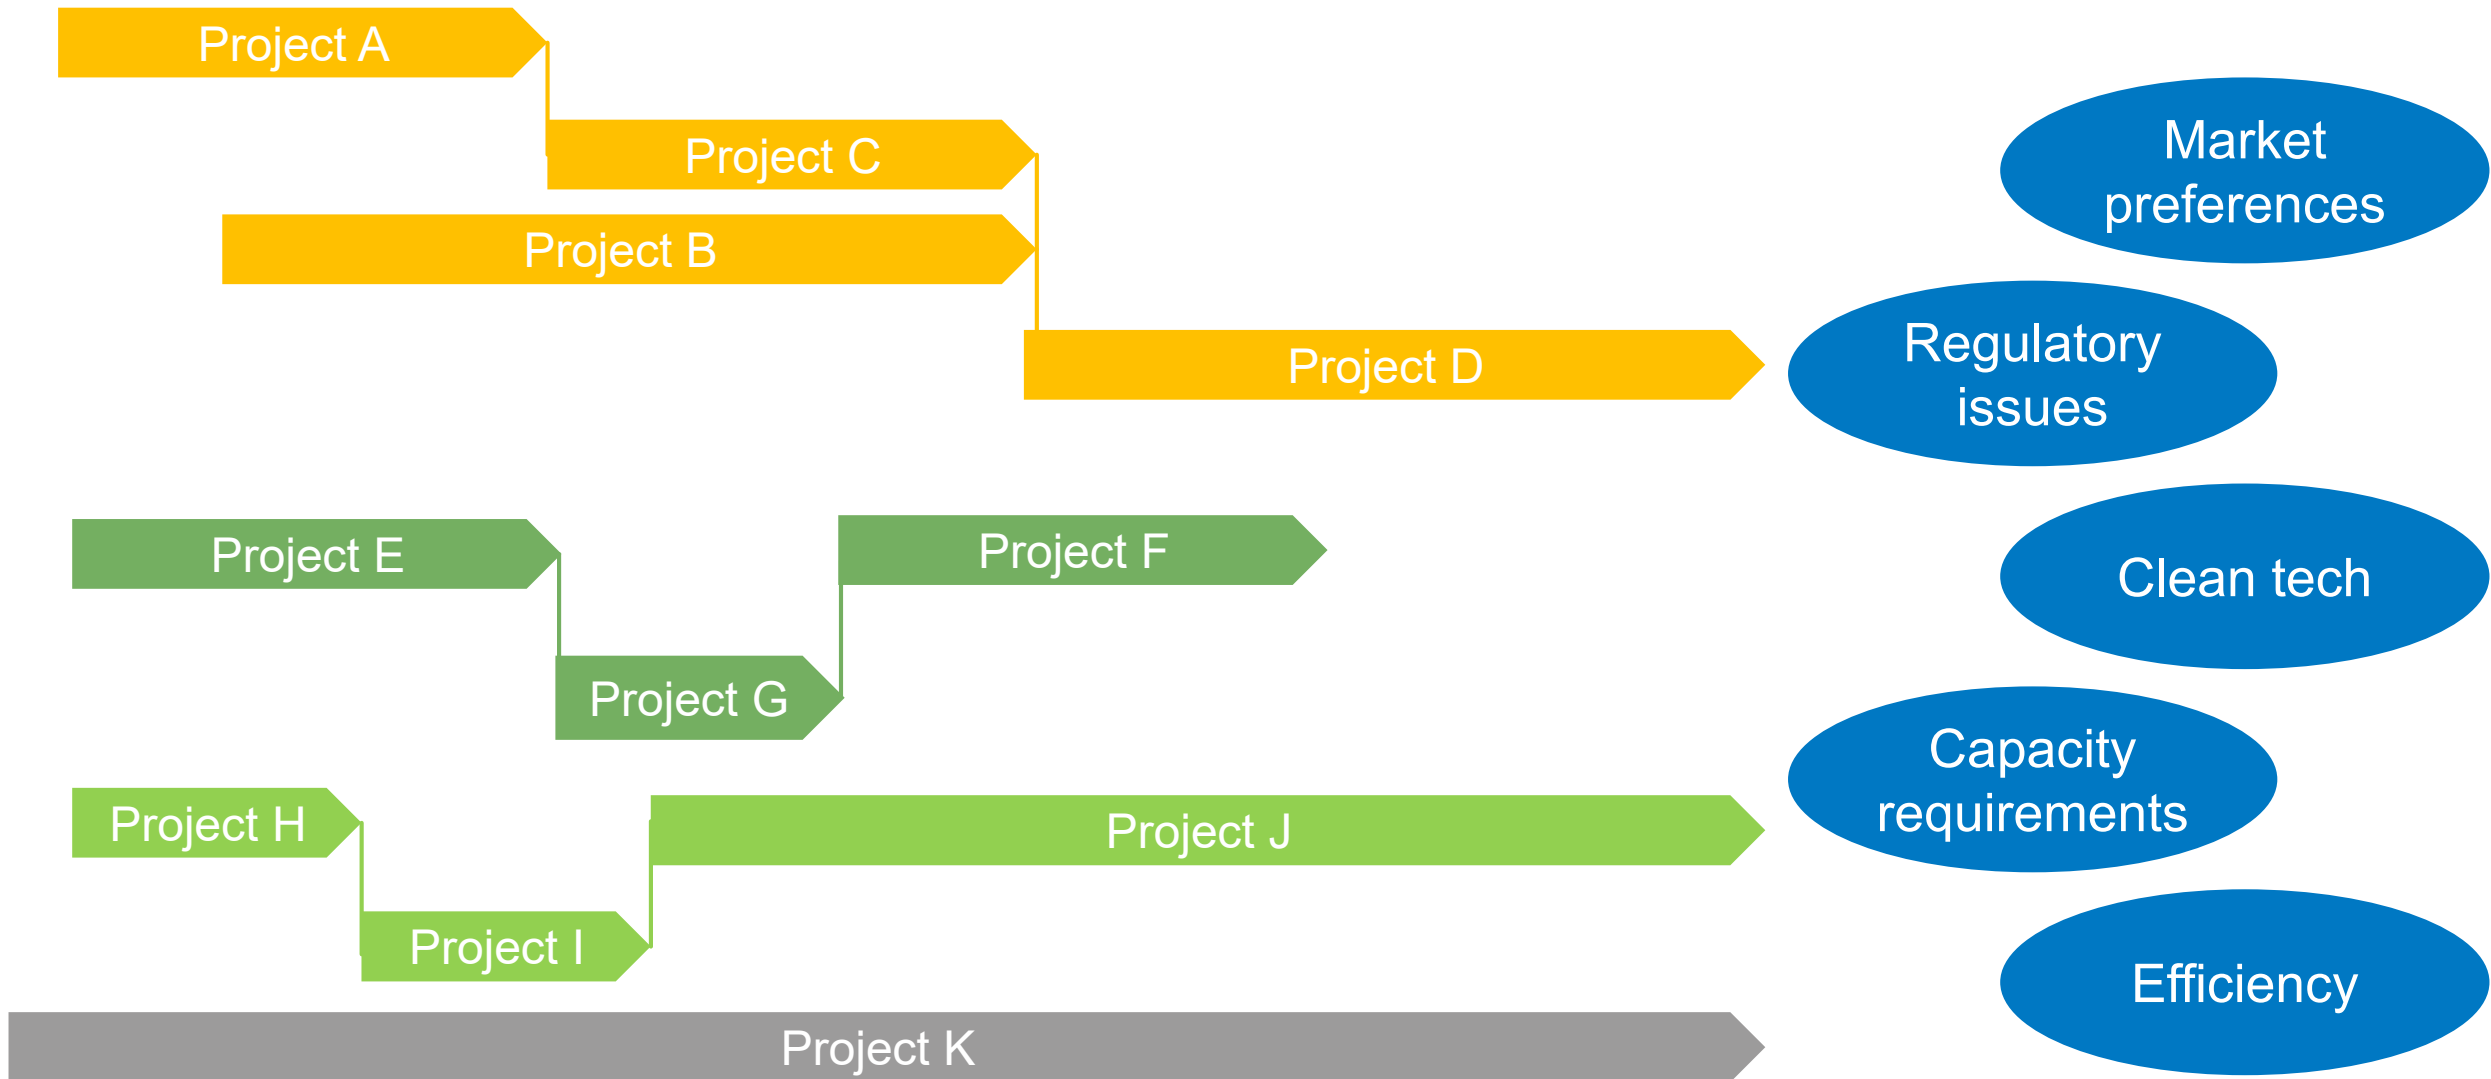 Project A
Project C
Project B
Project D
Project E
Project F
Project G
Project H
Project J
Project I
Project K
Market
preferences
Regulatory
issues
Clean tech
Capacity
requirements
Efficiency